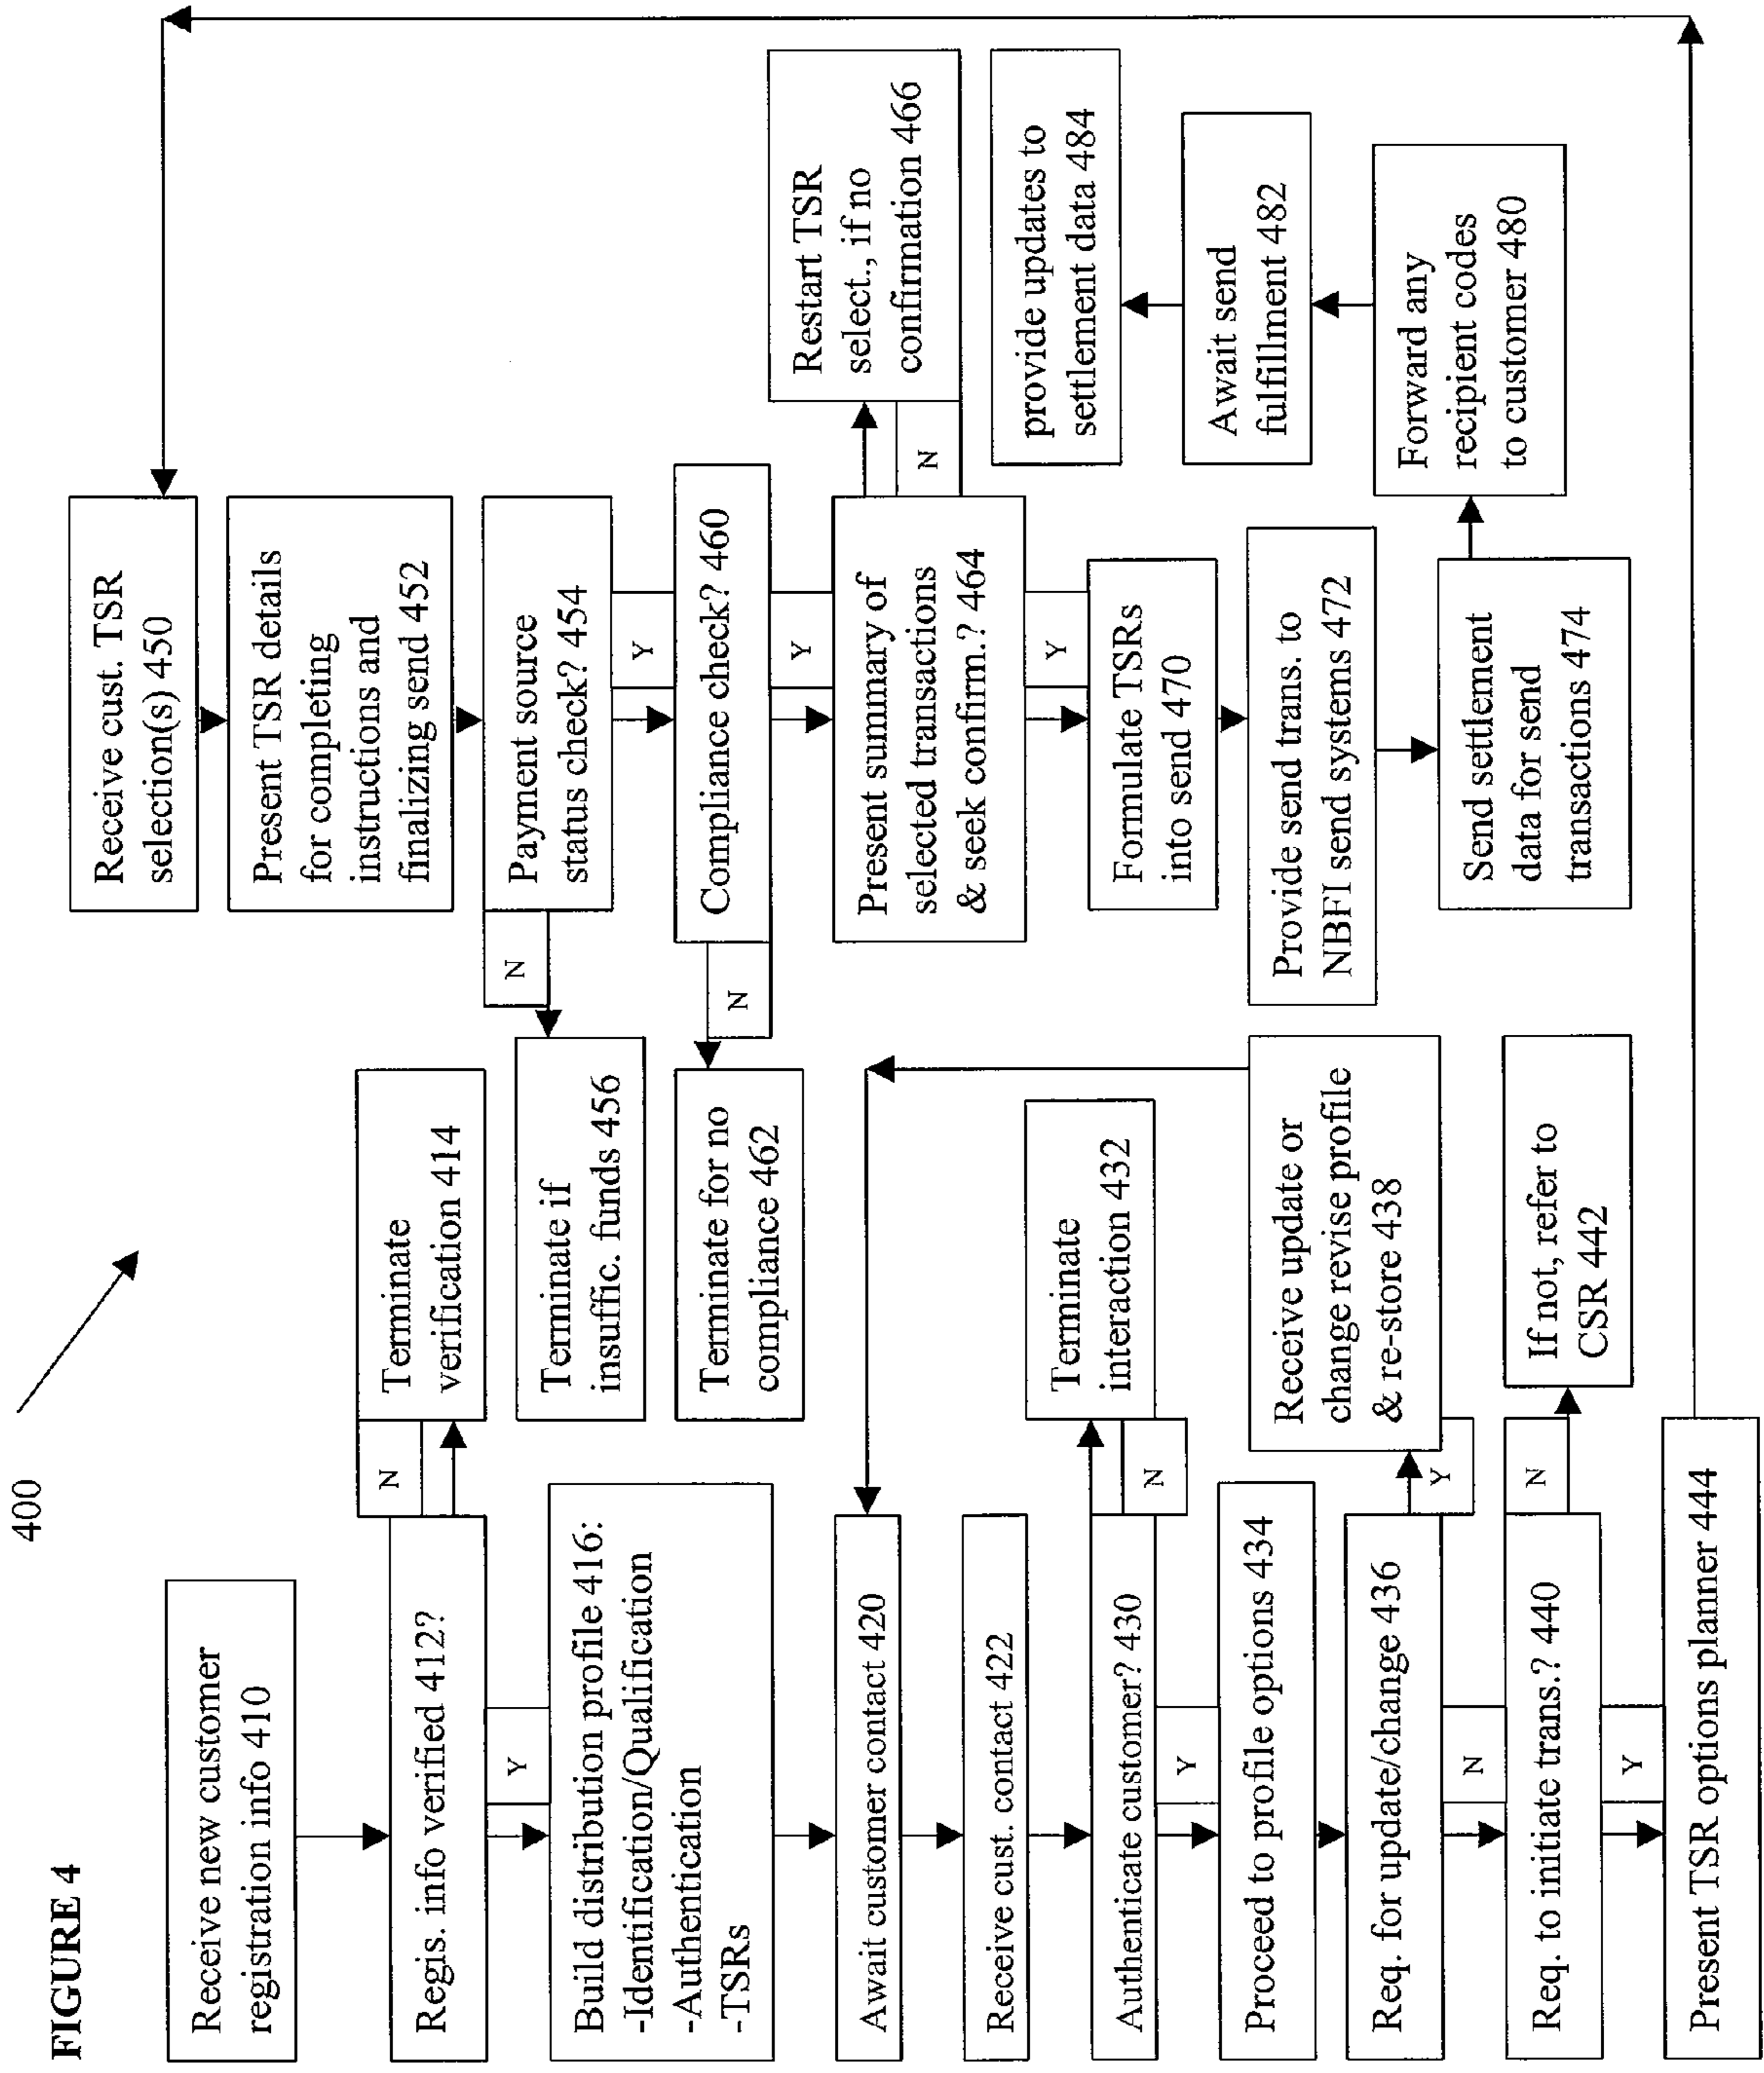 FIGURE 4
400
Receive new customer
registration info 410
Regis. info verified 412?
N
Terminate
verification 414
Y
Build distribution profile 416:
-Identification/Qualification
-Authentication
-TSRs
Await customer contact 420
Receive cust. contact 422
Authenticate customer? 430
N
Terminate
interaction 432
Y
Proceed to profile options 434
Req. for update/change 436
Y
Receive update or
change revise profile
& re-store 438
N
Req. to initiate trans.? 440
N
If not, refer to
CSR 442
Y
Present TSR options planner 444
Receive cust. TSR
selection(s) 450
Present TSR details
for completing
instructions and
finalizing send 452
Payment source
status check? 454
N
Terminate if
insuffic. funds 456
Y
Compliance check? 460
N
Terminate for no
compliance 462
Y
Present summary of
selected transactions
& seek confirm.? 464
N
Restart TSR
select., if no
confirmation 466
Y
Formulate TSRs
into send 470
Provide send trans. to
NBFI send systems 472
Send settlement
data for send
transactions 474
Forward any
recipient codes
to customer 480
Await send
fulfillment 482
provide updates to
settlement data 484